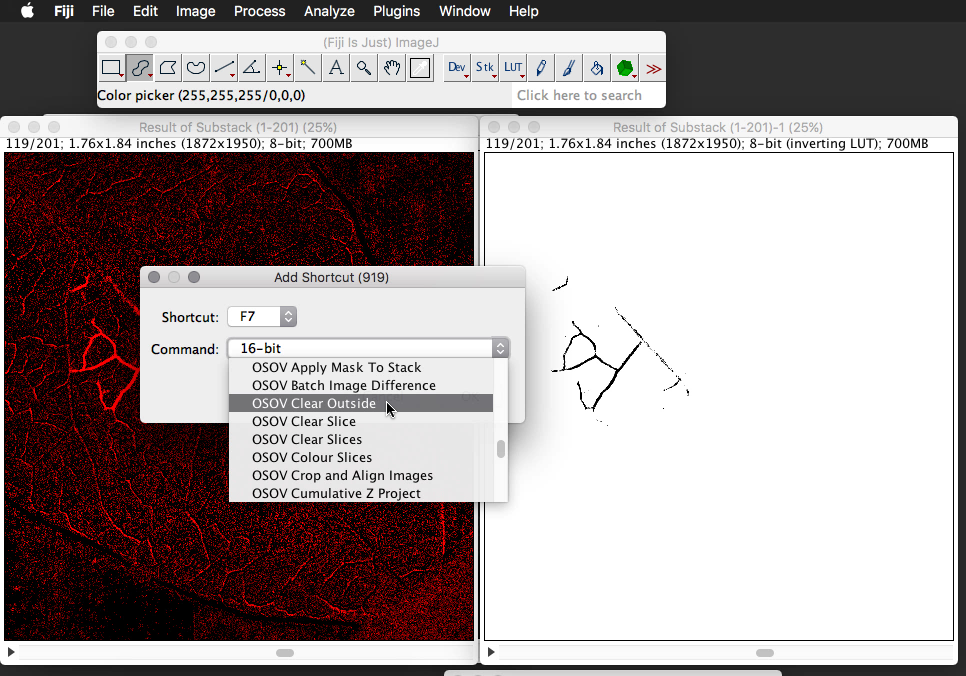 Fiji File Edit Image Process Analyze Plugins Window Help
(Fiji Is Just) ImageJ
Dev Stk LUT
Color picker (255,255,255/0,0,0)
Click here to search
Result of Substack (1-201) (25%)
119/201; 1.76x1.84 inches (1872x1950); 8-bit; 700MB
Result of Substack (1-201)-1 (25%)
119/201; 1.76x1.84 inches (1872x1950); 8-bit (inverting LUT); 700MB
Add Shortcut (919)
Shortcut: F7
Command: 16-bit
OSOV Apply Mask To Stack
OSOV Batch Image Difference
OSOV Clear Outside
OSOV Clear Slice
OSOV Clear Slices
OSOV Colour Slices
OSOV Crop and Align Images
OSOV Cumulative Z Project